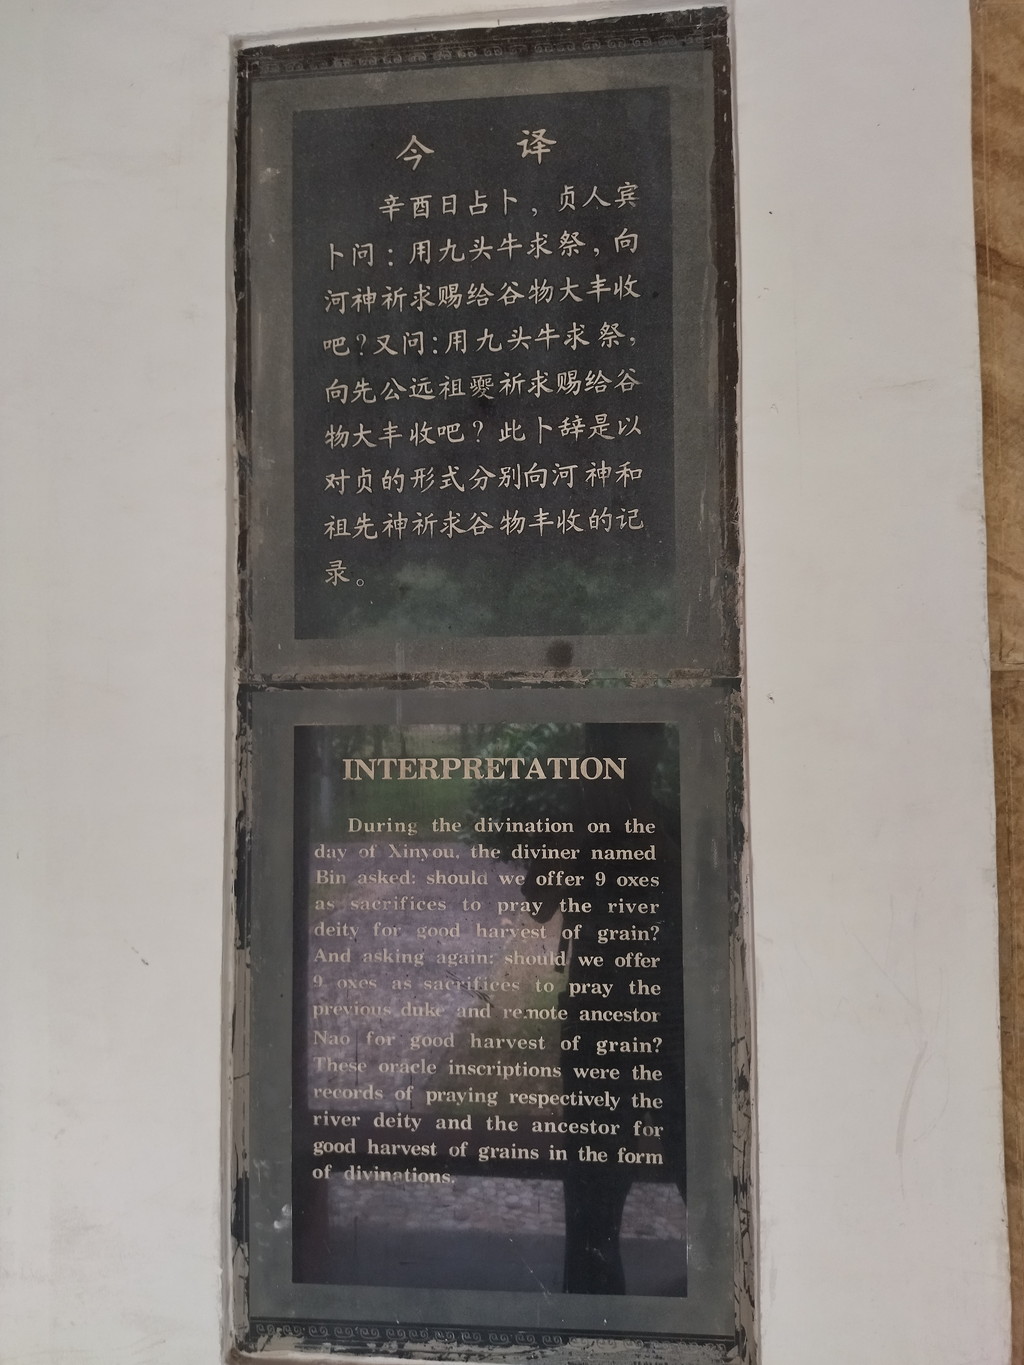 今 译
辛酉日占卜，贞人宾
卜问：用九头牛求祭，向
河神祈求赐给谷物大丰收
吧？又问：用九头牛求祭，
向先公远祖夒祈求赐给谷
物大丰收吧？此卜辞是以
对贞的形式分别向河神和
祖先神祈求谷物丰收的记
录。
INTERPRETATION
During the divination on the
day of Xinyou, the diviner named
Bin asked: should we offer 9 oxes
as sacrifices to pray the river
deity for good harvest of grain?
And asking again: should we offer
9 oxes as sacrifices to pray the
previous duke and remote ancestor
Nao for good harvest of grain?
These oracle inscriptions were the
records of praying respectively the
river deity and the ancestor for
good harvest of grains in the form
of divinations.